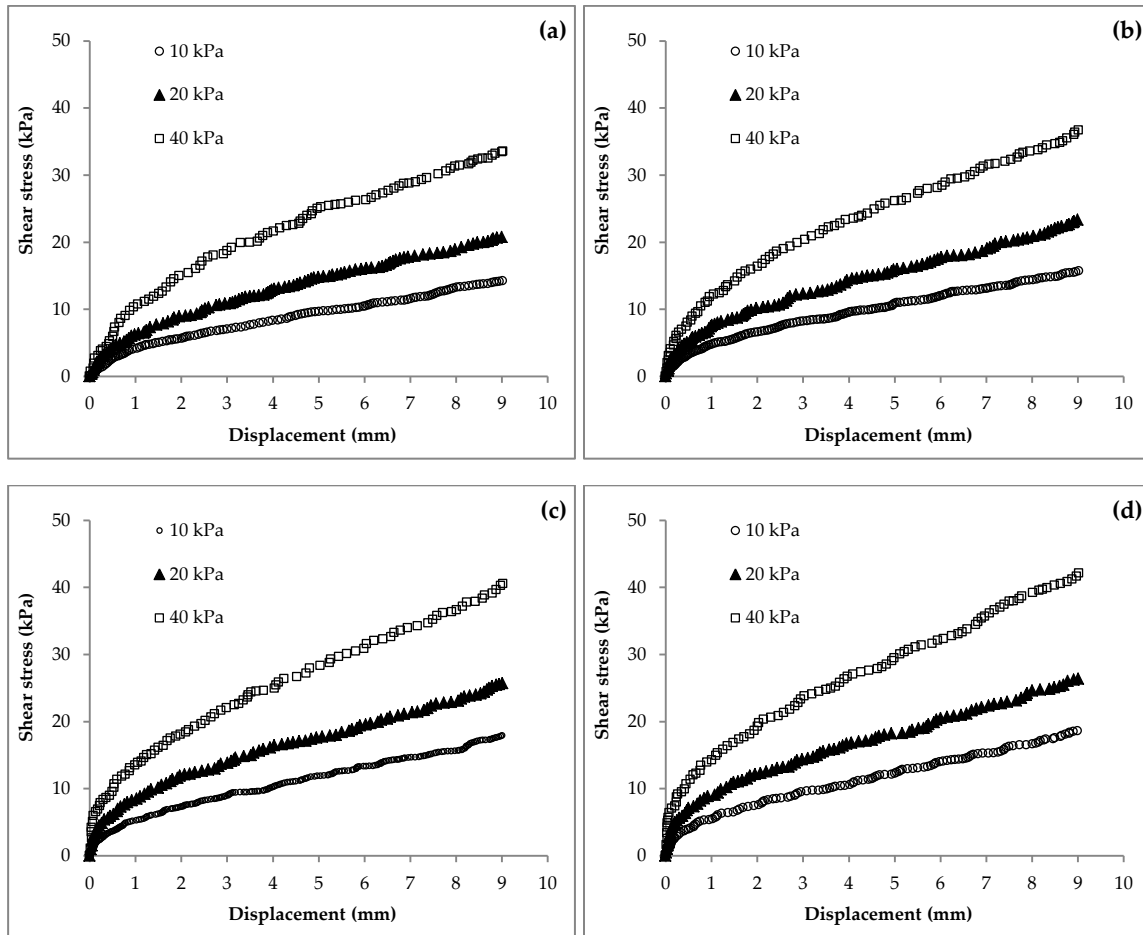 (a)
10 kPa
20 kPa
40 kPa
Shear stress (kPa)
50
40
30
20
10
0
0 1 2 3 4 5 6 7 8 9 10
Displacement (mm)
(b)
10 kPa
20 kPa
40 kPa
Shear stress (kPa)
50
40
30
20
10
0
0 1 2 3 4 5 6 7 8 9 10
Displacement (mm)
(c)
10 kPa
20 kPa
40 kPa
Shear stress (kPa)
50
40
30
20
10
0
0 1 2 3 4 5 6 7 8 9 10
Displacement (mm)
(d)
10 kPa
20 kPa
40 kPa
Shear stress (kPa)
50
40
30
20
10
0
0 1 2 3 4 5 6 7 8 9 10
Displacement (mm)